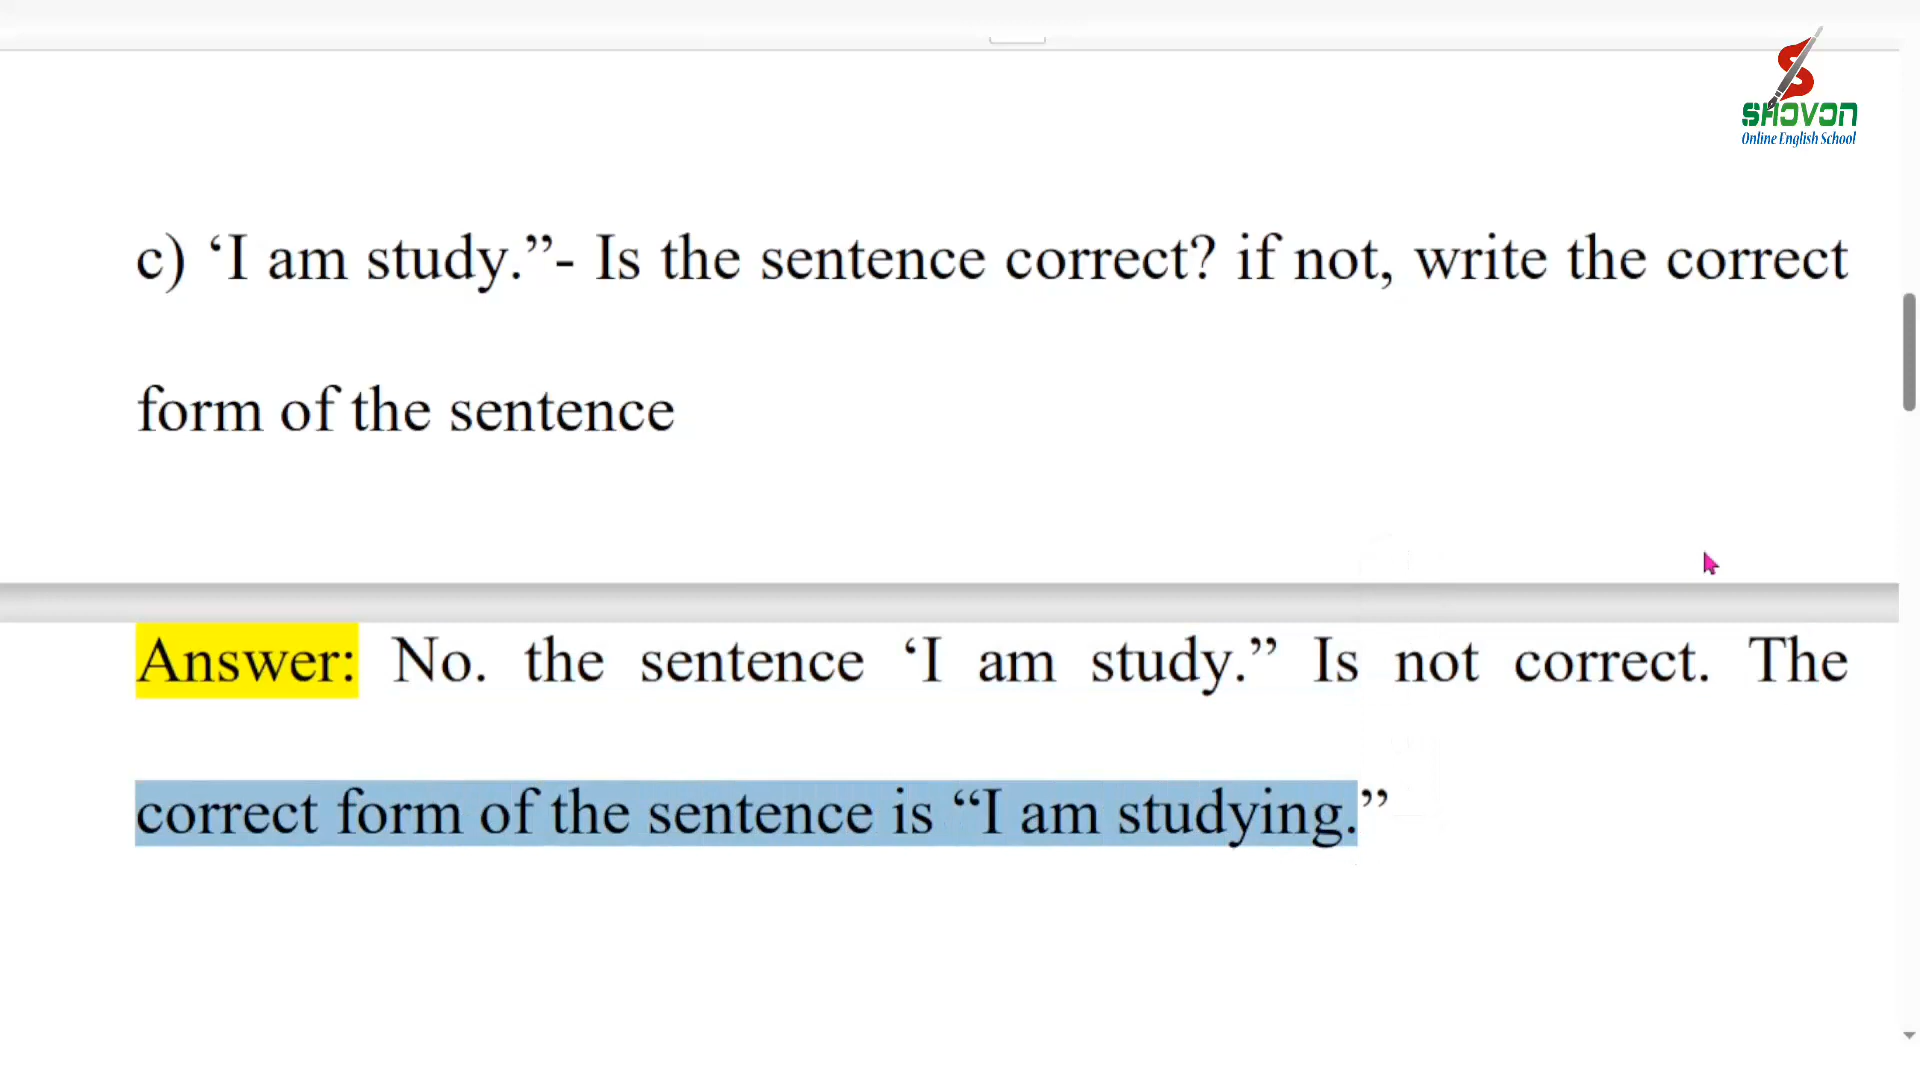 SHOVON
Online English School
c) ‘I am study.”- Is the sentence correct? if not, write the correct
form of the sentence
Answer: No. the sentence ‘I am study.” Is not correct. The
correct form of the sentence is “I am studying.”